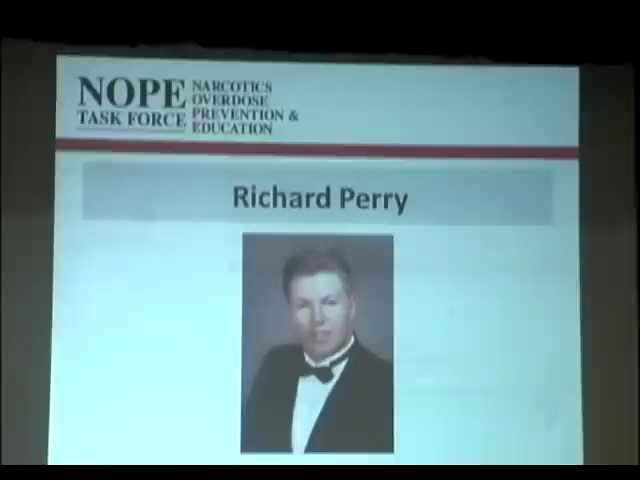 NOPE
TASK FORCE
NARCOTICS
OVERDOSE
PREVENTION &
EDUCATION
Richard Perry